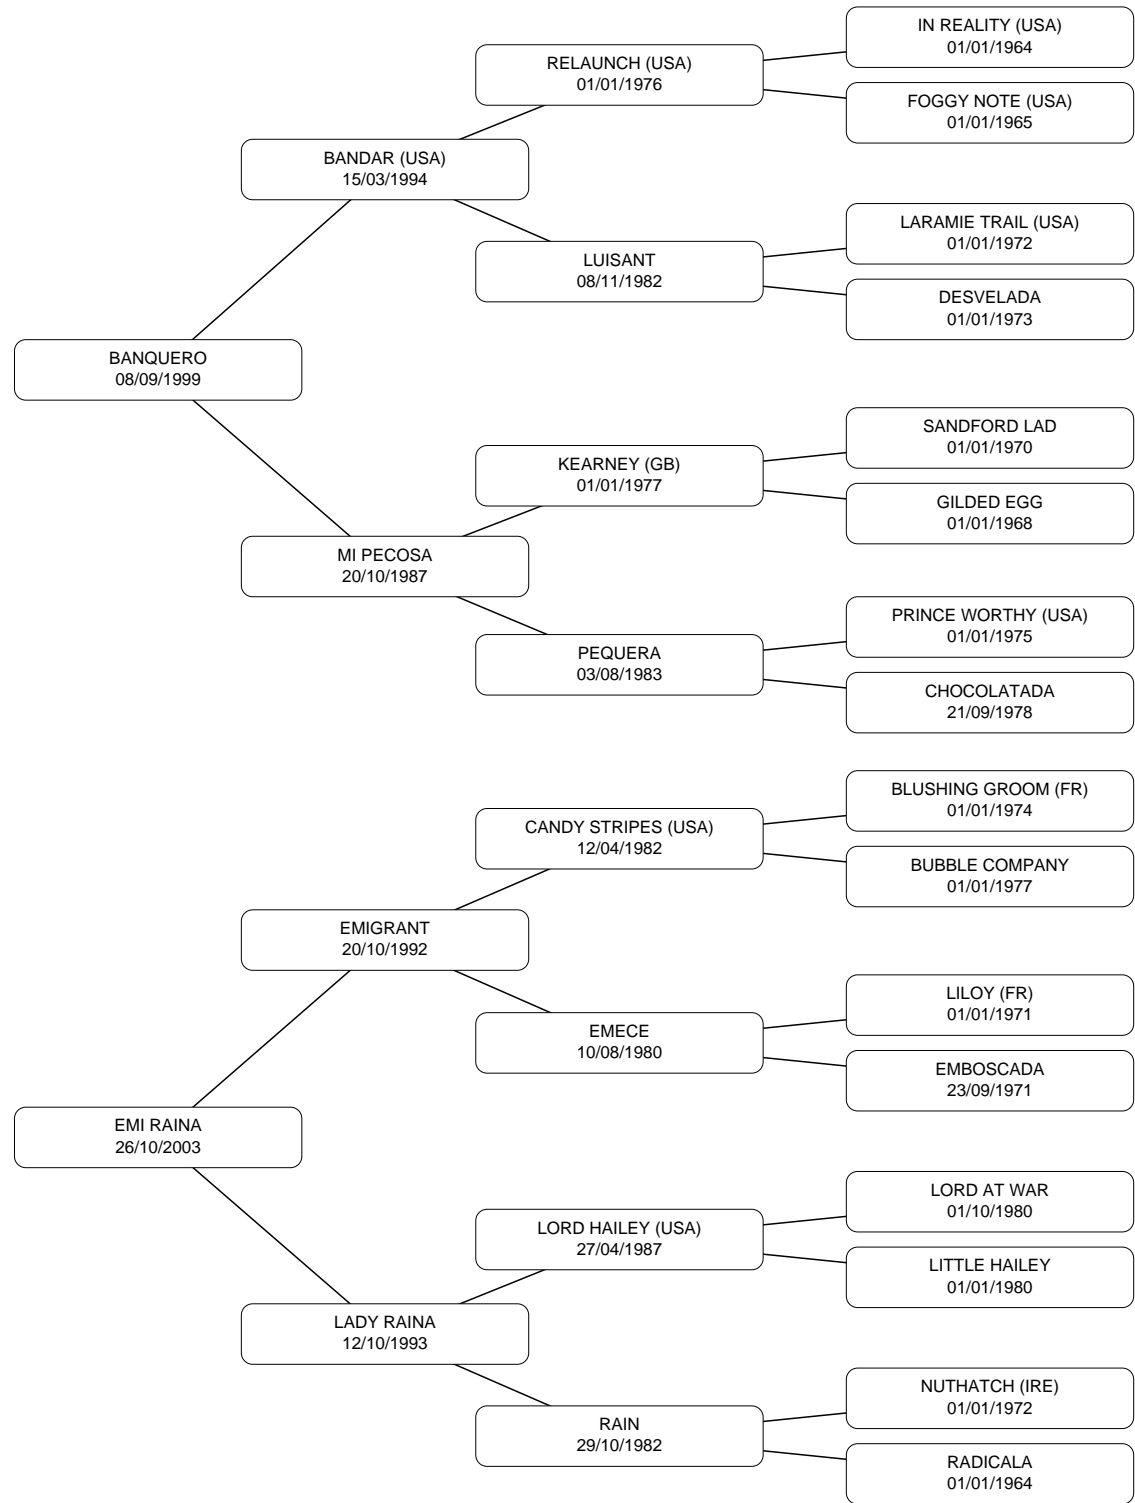 IN REALITY (USA)
01/01/1964
RELAUNCH (USA)
01/01/1976
FOGGY NOTE (USA)
01/01/1965
BANDAR (USA)
15/03/1994
LARAMIE TRAIL (USA)
01/01/1972
LUISANT
08/11/1982
DESVELADA
01/01/1973
BANQUERO
08/09/1999
SANDFORD LAD
01/01/1970
KEARNEY (GB)
01/01/1977
GILDED EGG
01/01/1968
MI PECOSA
20/10/1987
PRINCE WORTHY (USA)
01/01/1975
PEQUERA
03/08/1983
CHOCOLATADA
21/09/1978
BLUSHING GROOM (FR)
01/01/1974
CANDY STRIPES (USA)
12/04/1982
BUBBLE COMPANY
01/01/1977
EMIGRANT
20/10/1992
LILOY (FR)
01/01/1971
EMECE
10/08/1980
EMBOSCADA
23/09/1971
EMI RAINA
26/10/2003
LORD AT WAR
01/10/1980
LORD HAILEY (USA)
27/04/1987
LITTLE HAILEY
01/01/1980
LADY RAINA
12/10/1993
NUTHATCH (IRE)
01/01/1972
RAIN
29/10/1982
RADICALA
01/01/1964